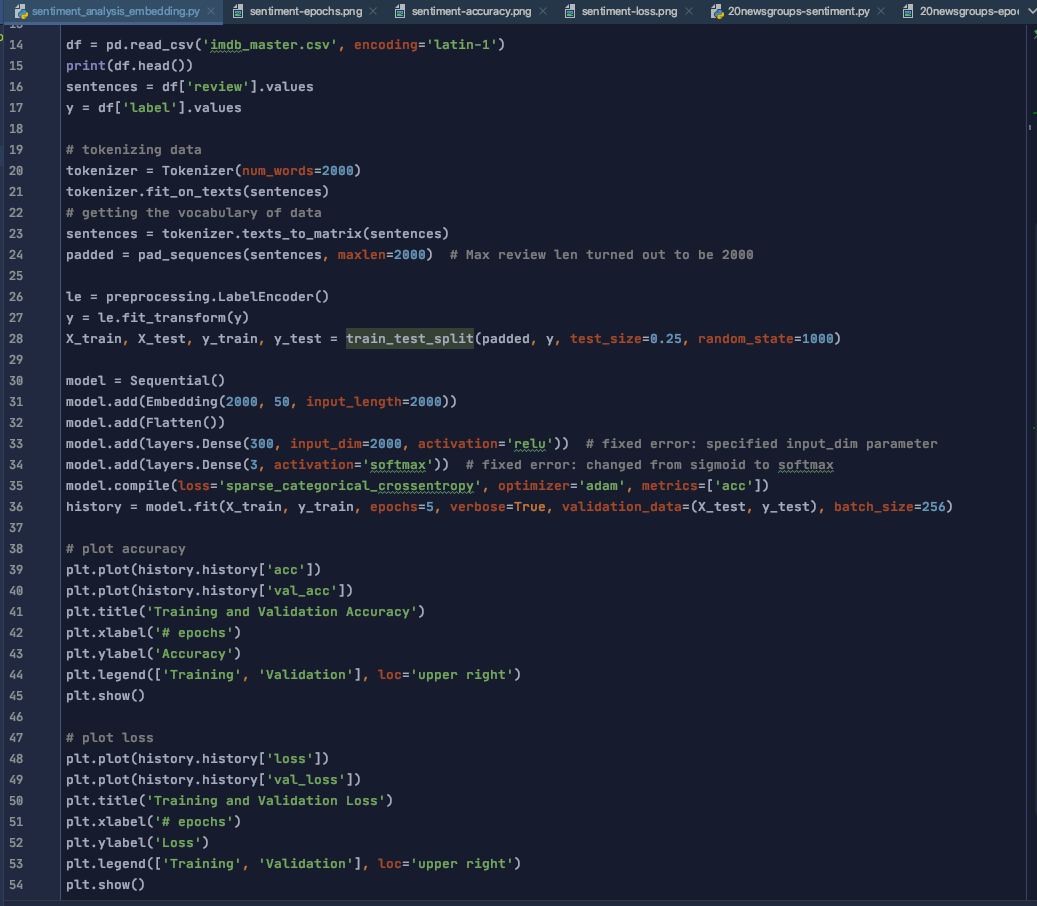 sentiment_analysis_embedding.py sentiment-epochs.png sentiment-accuracy.png sentiment-loss.png 20newsgroups-sentiment.py 20newsgroups-epo
14 df = pd.read_csv('imdb_master.csv', encoding='latin-1')
15 print(df.head())
16 sentences = df['review'].values
17 y = df['label'].values
18
19 # tokenizing data
20 tokenizer = Tokenizer(num_words=2000)
21 tokenizer.fit_on_texts(sentences)
22 # getting the vocabulary of data
23 sentences = tokenizer.texts_to_matrix(sentences)
24 padded = pad_sequences(sentences, maxlen=2000)  # Max review len turned out to be 2000
25
26 le = preprocessing.LabelEncoder()
27 y = le.fit_transform(y)
28 X_train, X_test, y_train, y_test = train_test_split(padded, y, test_size=0.25, random_state=1000)
29
30 model = Sequential()
31 model.add(Embedding(2000, 50, input_length=2000))
32 model.add(Flatten())
33 model.add(layers.Dense(300, input_dim=2000, activation='relu'))  # fixed error: specified input_dim parameter
34 model.add(layers.Dense(3, activation='softmax'))  # fixed error: changed from sigmoid to softmax
35 model.compile(loss='sparse_categorical_crossentropy', optimizer='adam', metrics=['acc'])
36 history = model.fit(X_train, y_train, epochs=5, verbose=True, validation_data=(X_test, y_test), batch_size=256)
37
38 # plot accuracy
39 plt.plot(history.history['acc'])
40 plt.plot(history.history['val_acc'])
41 plt.title('Training and Validation Accuracy')
42 plt.xlabel('# epochs')
43 plt.ylabel('Accuracy')
44 plt.legend(['Training', 'Validation'], loc='upper right')
45 plt.show()
46
47 # plot loss
48 plt.plot(history.history['loss'])
49 plt.plot(history.history['val_loss'])
50 plt.title('Training and Validation Loss')
51 plt.xlabel('# epochs')
52 plt.ylabel('Loss')
53 plt.legend(['Training', 'Validation'], loc='upper right')
54 plt.show()